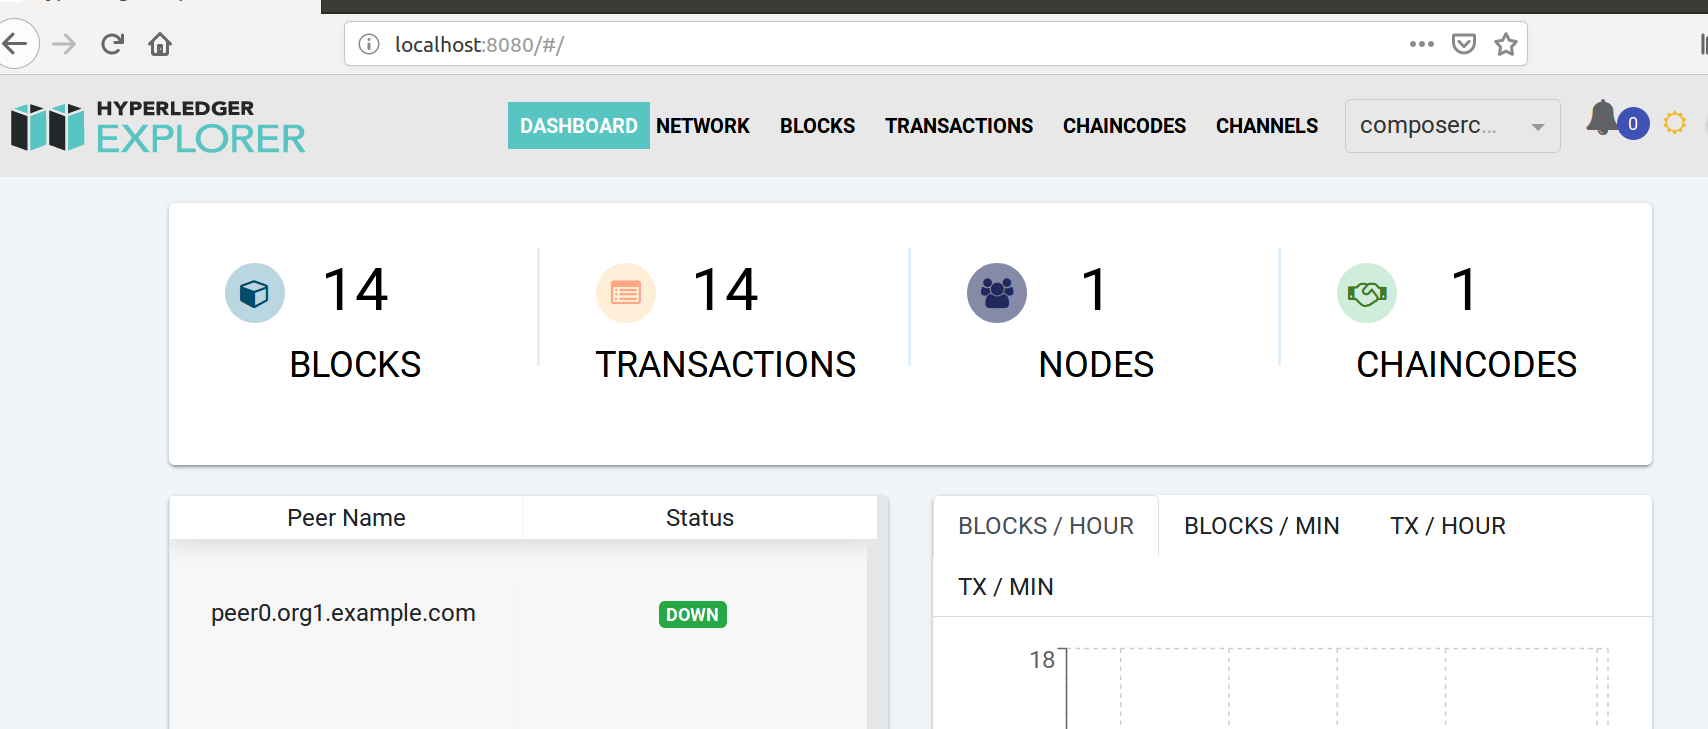 localhost:8080/#/
HYPERLEDGER
EXPLORER
DASHBOARD NETWORK BLOCKS TRANSACTIONS CHAINCODES CHANNELS composerc... 0
14 14 1 1
BLOCKS TRANSACTIONS NODES CHAINCODES
Peer Name Status
BLOCKS / HOUR BLOCKS / MIN TX / HOUR
TX / MIN
peer0.org1.example.com DOWN
18